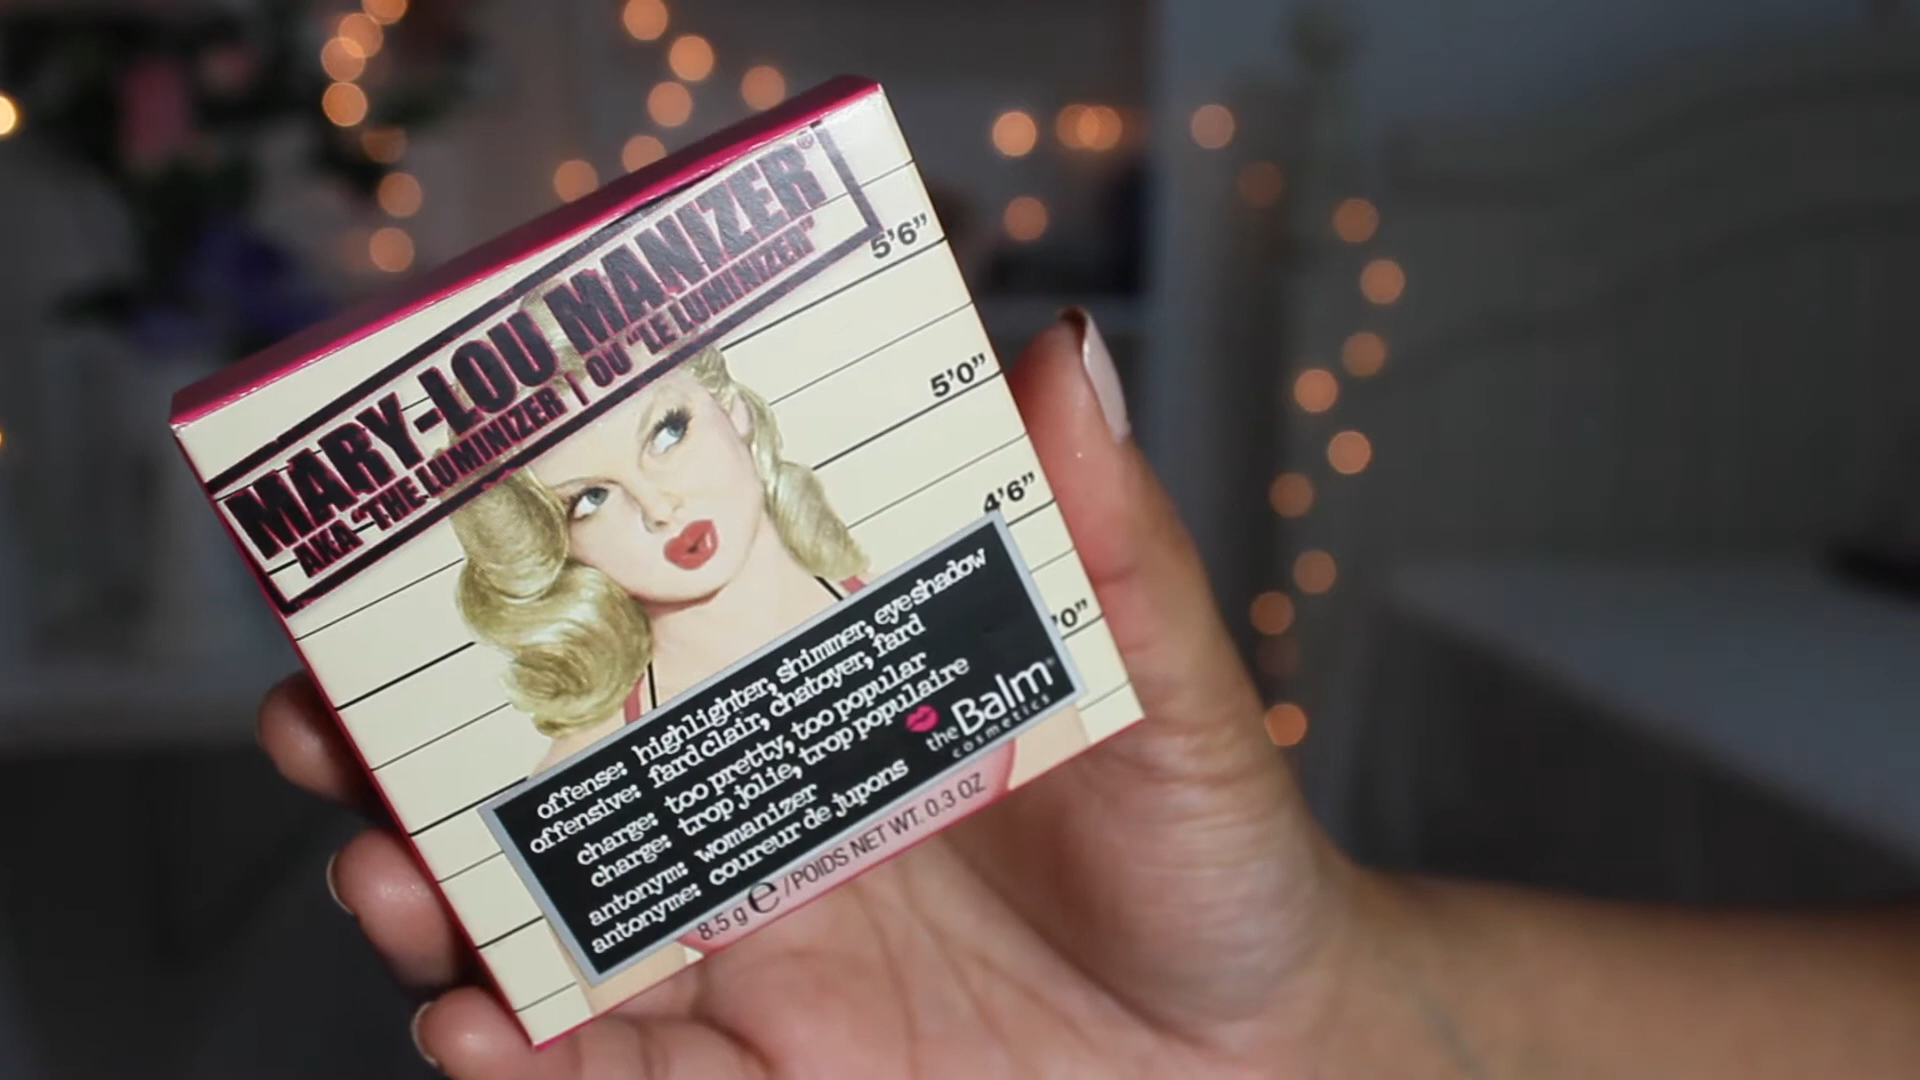 MARY-LOU MANIZER®
AKA "THE LUMINIZER" | OU "LE LUMINIZER"
5'6"
5'0"
4'6"
'0"
offense: highlighter, shimmer, eyeshadow
offensive: fard clair, chatoyer, fard
charge: too pretty, too popular
charge: trop jolie, trop populaire
antonym: womanizer
antonyme: coureur de jupons
theBalm®
cosmetics
8.5 g ℮ / POIDS NET WT. 0.3 OZ